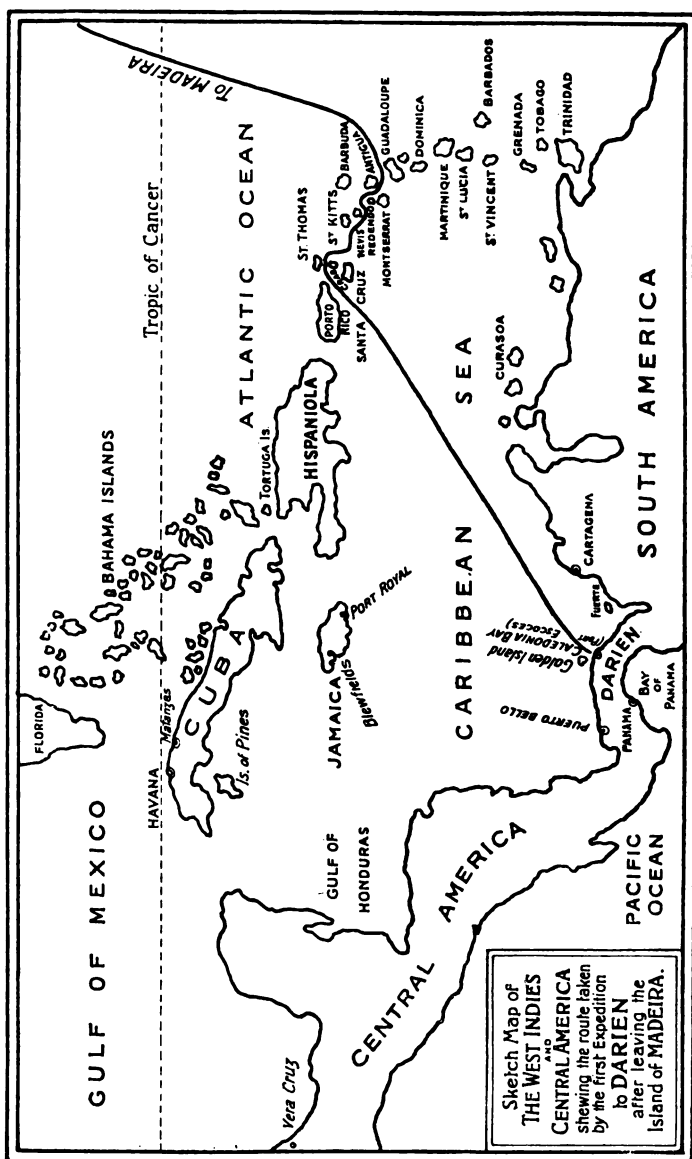 GULF OF MEXICO
FLORIDA
BAHAMA ISLANDS
Tropic of Cancer
TO MADEIRA
HAVANA
Matanzas
CUBA
Is. of Pines
ATLANTIC OCEAN
TORTUGA Is.
HISPANIOLA
PORTO
RICO
ST. THOMAS
SANTA
CRUZ
ST KITTS
NEVIS
REDENDO
MONTSERRAT
BARBUDA
ANTIGUA
GUADALOUPE
DOMINICA
MARTINIQUE
ST LUCIA
ST. VINCENT
BARBADOS
GRENADA
TOBAGO
TRINIDAD
JAMAICA
Blewfields
PORT ROYAL
Vera Cruz
GULF OF
HONDURAS
CARIBBEAN SEA
CURASOA
CENTRAL AMERICA
PUERTO BELLO
Golden Island
CALEDONIA BAY
(Port
ESCOCES)
DARIEN
PANAMA
BAY
OF
PANAMA
FUERTE
CARTAGENA
SOUTH AMERICA
PACIFIC
OCEAN
Sketch Map of
THE WEST INDIES
AND
CENTRAL AMERICA
shewing the route taken
by the first Expedition
to DARIEN
after leaving the
Island of MADEIRA.